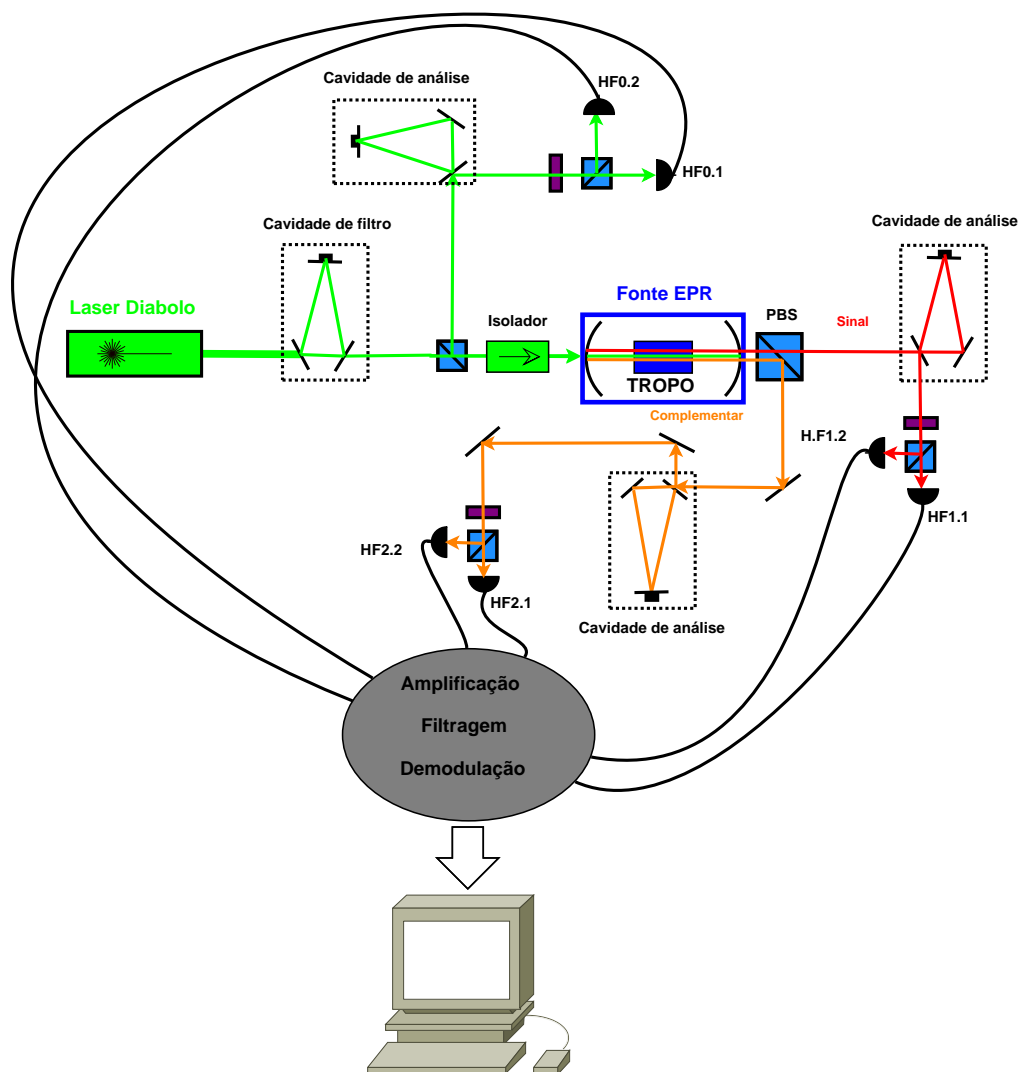 Cavidade de análise
HF0.2
HF0.1
Cavidade de filtro
Cavidade de análise
Laser Diabolo
Isolador
Fonte EPR
PBS
Sinal
TROPO
Complementar
H.F1.2
HF1.1
HF2.2
HF2.1
Cavidade de análise
Amplificação
Filtragem
Demodulação